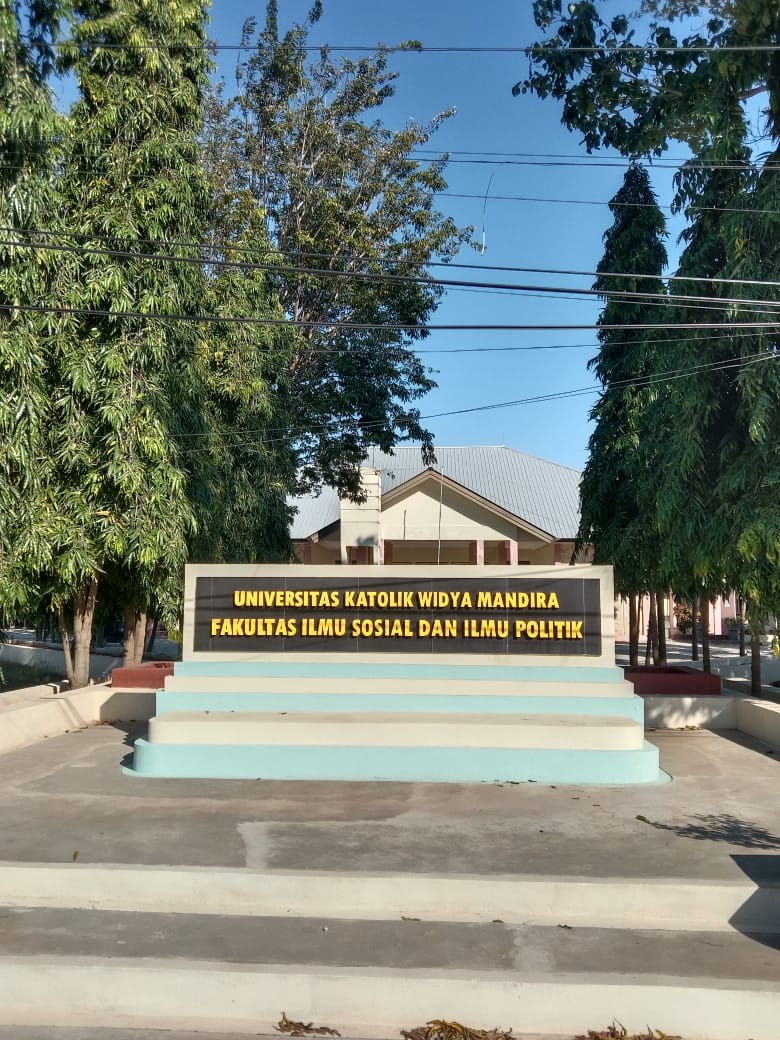 UNIVERSITAS KATOLIK WIDYA MANDIRA
FAKULTAS ILMU SOSIAL DAN ILMU POLITIK